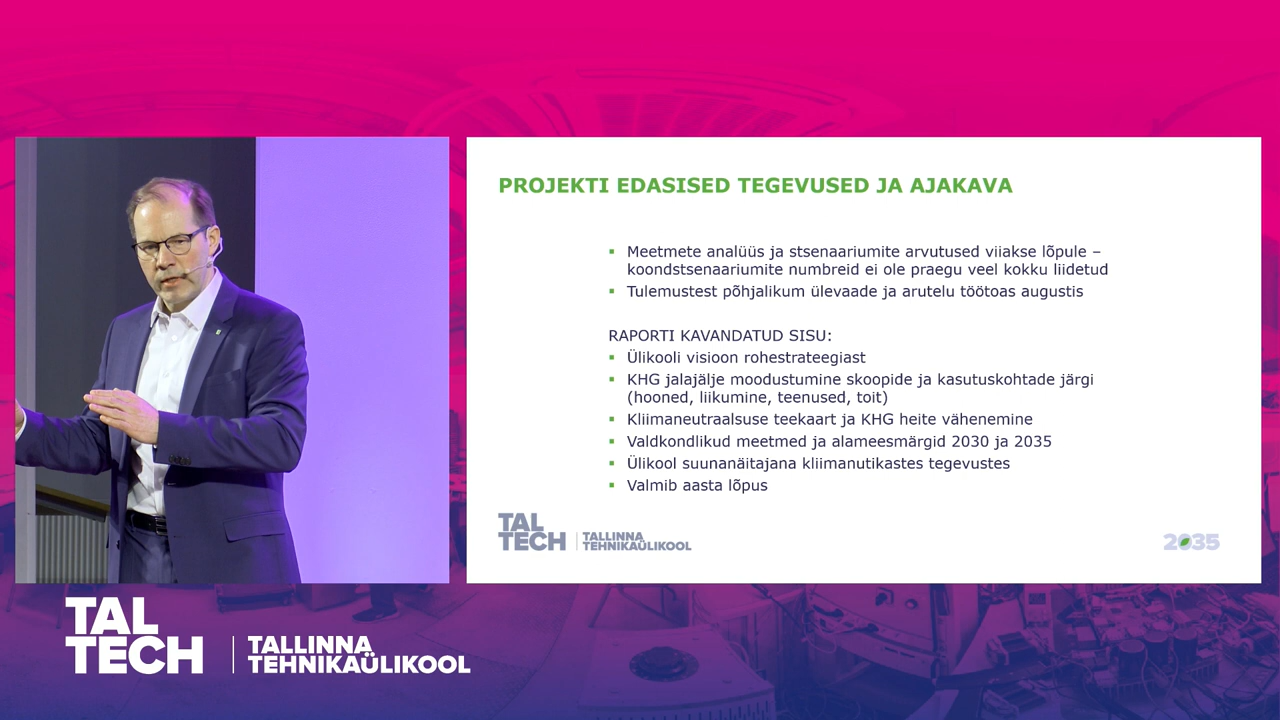 PROJEKTI EDASISED TEGEVUSED JA AJAKAVA
▪ Meetmete analüüs ja stsenaariumite arvutused viiakse lõpule –
koondstsenaariumite numbreid ei ole praegu veel kokku liidetud
▪ Tulemustest põhjalikum ülevaade ja arutelu töötoas augustis
RAPORTI KAVANDATUD SISU:
▪ Ülikooli visioon rohestrateegiast
▪ KHG jalajälje moodustumine skoopide ja kasutuskohtade järgi
(hooned, liikumine, teenused, toit)
▪ Kliimaneutraalsuse teekaart ja KHG heite vähenemine
▪ Valdkondlikud meetmed ja alameesmärgid 2030 ja 2035
▪ Ülikool suunanäitajana kliimanutikastes tegevustes
▪ Valmib aasta lõpus
TAL
TECH
TALLINNA
TEHNIKAÜLIKOOL
2035
TAL
TECH
TALLINNA
TEHNIKAÜLIKOOL